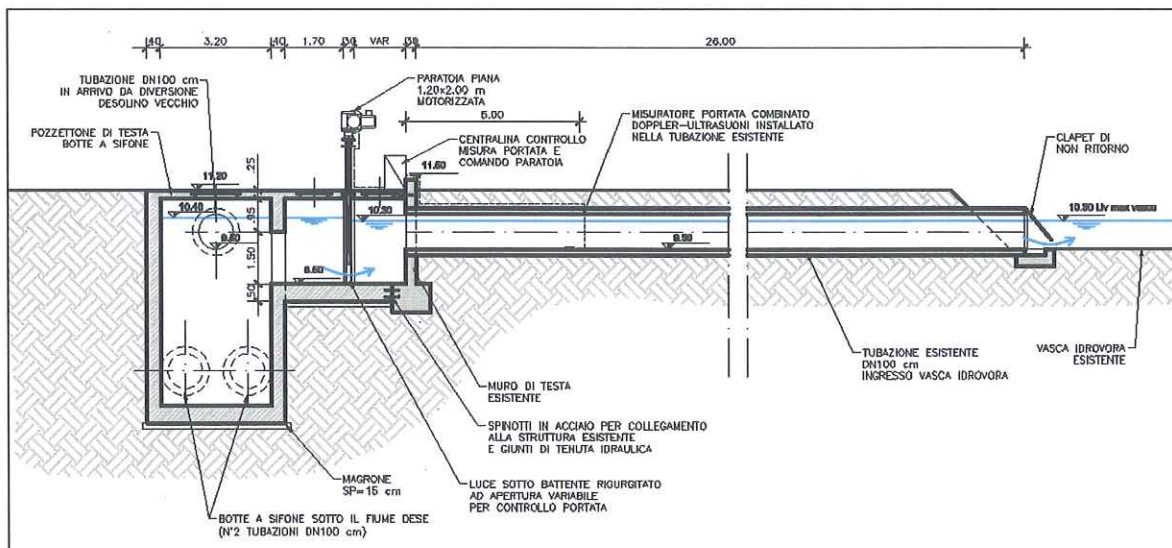 40 3.20 40 1.70 30 VAR 30 26.00
TUBAZIONE DN100 cm
IN ARRIVO DA DIVERSIONE
DESOLINO VECCHIO
POZZETTONE DI TESTA
BOTTE A SIFONE
PARATOIA PIANA
1.20x2.00 m
MOTORIZZATA
5.00
CENTRALINA CONTROLLO
MISURA PORTATA E
COMANDO PARATOIA
MISURATORE PORTATA COMBINATO
DOPPLER-ULTRASUONI INSTALLATO
NELLA TUBAZIONE ESISTENTE
CLAPET DI
NON RITORNO
11.20
.25
11.60
10.40
.95
10.30
10.90 Liv max vasca
9.50
1.50
8.60
.50
VASCA IDROVORA
ESISTENTE
TUBAZIONE ESISTENTE
DN100 cm
INGRESSO VASCA IDROVORA
MURO DI TESTA
ESISTENTE
SPINOTTI IN ACCIAIO PER COLLEGAMENTO
ALLA STRUTTURA ESISTENTE
E GIUNTI DI TENUTA IDRAULICA
MAGRONE
SP=15 cm
LUCE SOTTO BATTENTE RIGURGITATO
AD APERTURA VARIABILE
PER CONTROLLO PORTATA
BOTTE A SIFONE SOTTO IL FIUME DESE
(N°2 TUBAZIONI DN100 cm)